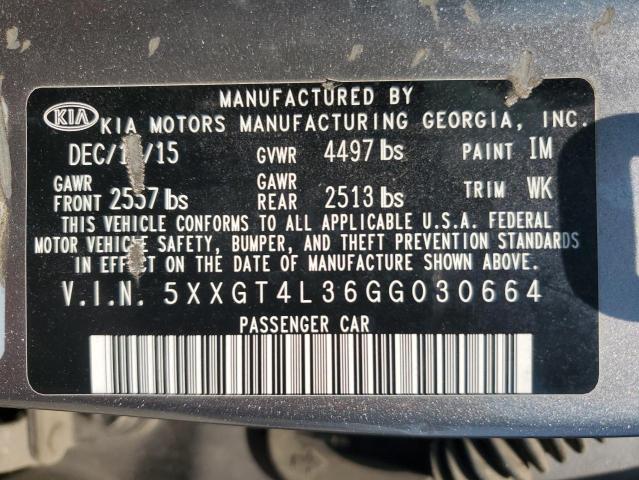 MANUFACTURED BY
KIA KIA MOTORS MANUFACTURING GEORGIA, INC.
DEC/ /15 GVWR 4497 lbs PAINT IM
GAWR FRONT 2557 lbs GAWR REAR 2513 lbs TRIM WK
THIS VEHICLE CONFORMS TO ALL APPLICABLE U.S.A. FEDERAL
MOTOR VEHICLE SAFETY, BUMPER, AND THEFT PREVENTION STANDARDS
IN EFFECT ON THE DATE OF MANUFACTURE SHOWN ABOVE.
V.I.N. 5XXGT4L36GG030664
PASSENGER CAR